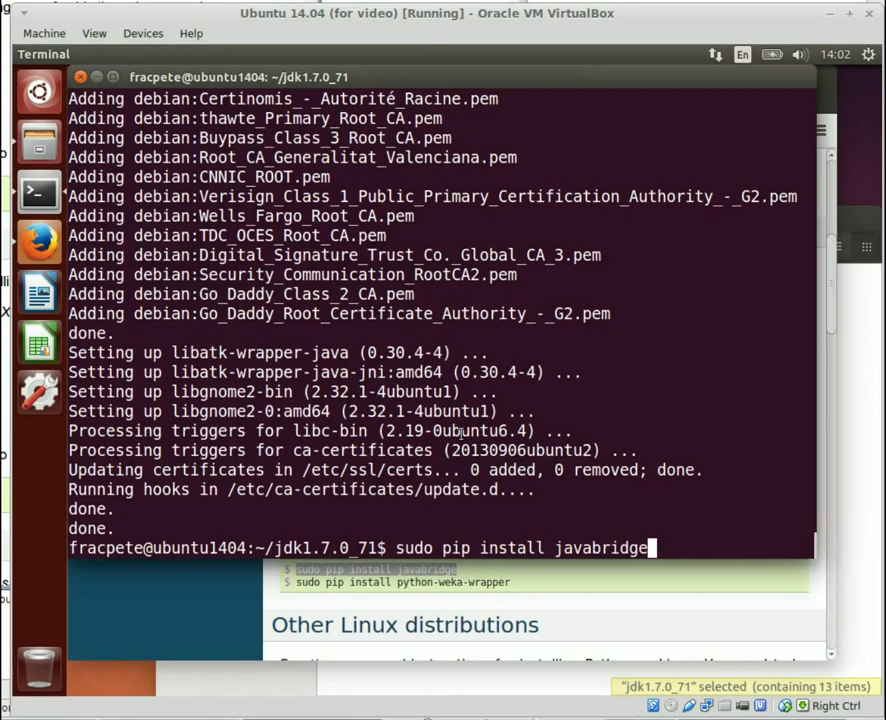 Ubuntu 14.04 (for video) [Running] - Oracle VM VirtualBox
Machine View Devices Help
Terminal
En
14:02
fracpete@ubuntu1404: ~/jdk1.7.0_71
Adding debian:Certinomis_-_Autorité_Racine.pem
Adding debian:thawte_Primary_Root_CA.pem
Adding debian:Buypass_Class_3_Root_CA.pem
Adding debian:Root_CA_Generalitat_Valenciana.pem
Adding debian:CNNIC_ROOT.pem
Adding debian:Verisign_Class_1_Public_Primary_Certification_Authority_-_G2.pem
Adding debian:Wells_Fargo_Root_CA.pem
Adding debian:TDC_OCES_Root_CA.pem
Adding debian:Digital_Signature_Trust_Co._Global_CA_3.pem
Adding debian:Security_Communication_RootCA2.pem
Adding debian:Go_Daddy_Class_2_CA.pem
Adding debian:Go_Daddy_Root_Certificate_Authority_-_G2.pem
done.
Setting up libatk-wrapper-java (0.30.4-4) ...
Setting up libatk-wrapper-java-jni:amd64 (0.30.4-4) ...
Setting up libgnome2-bin (2.32.1-4ubuntu1) ...
Setting up libgnome2-0:amd64 (2.32.1-4ubuntu1) ...
Processing triggers for libc-bin (2.19-0ubuntu6.4) ...
Processing triggers for ca-certificates (20130906ubuntu2) ...
Updating certificates in /etc/ssl/certs... 0 added, 0 removed; done.
Running hooks in /etc/ca-certificates/update.d....
done.
done.
fracpete@ubuntu1404:~/jdk1.7.0_71$ sudo pip install javabridge
$ sudo pip install javabridge
$ sudo pip install python-weka-wrapper
Other Linux distributions
"jdk1.7.0_71" selected (containing 13 items)
Right Ctrl